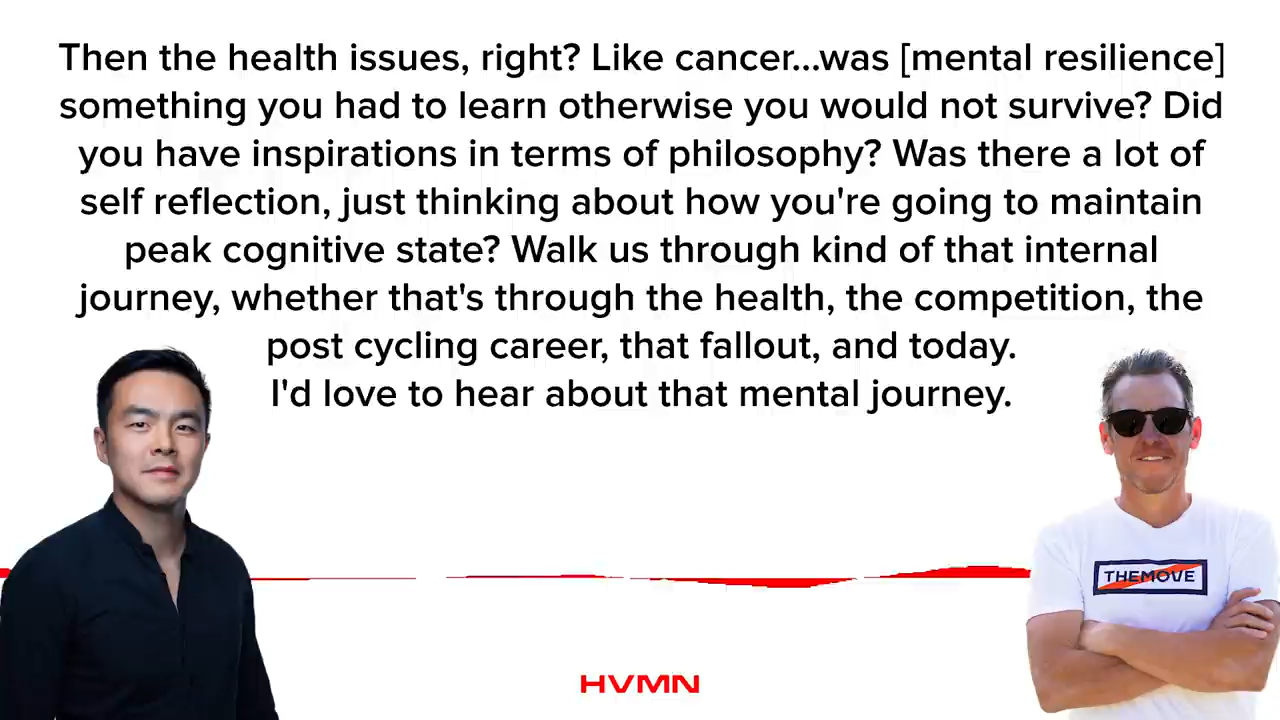 Then the health issues, right? Like cancer...was [mental resilience]
something you had to learn otherwise you would not survive? Did
you have inspirations in terms of philosophy? Was there a lot of
self reflection, just thinking about how you're going to maintain
peak cognitive state? Walk us through kind of that internal
journey, whether that's through the health, the competition, the
post cycling career, that fallout, and today.
I'd love to hear about that mental journey.
THEMOVE
HVMN